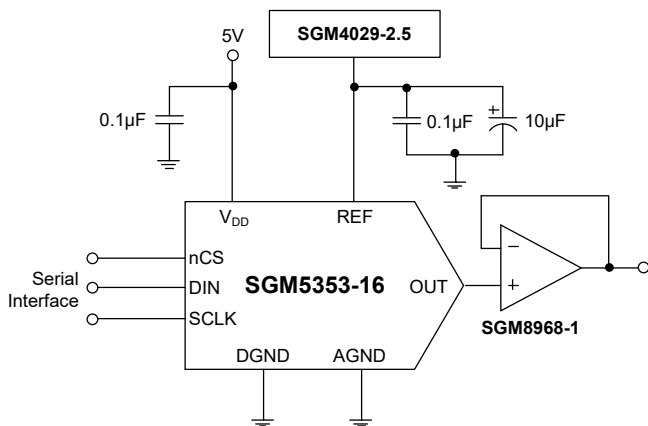 5V
SGM4029-2.5
0.1µF
0.1µF
+
10µF
VDD
REF
nCS
Serial
Interface
DIN
SGM5353-16
OUT
SCLK
−
+
SGM8968-1
DGND
AGND